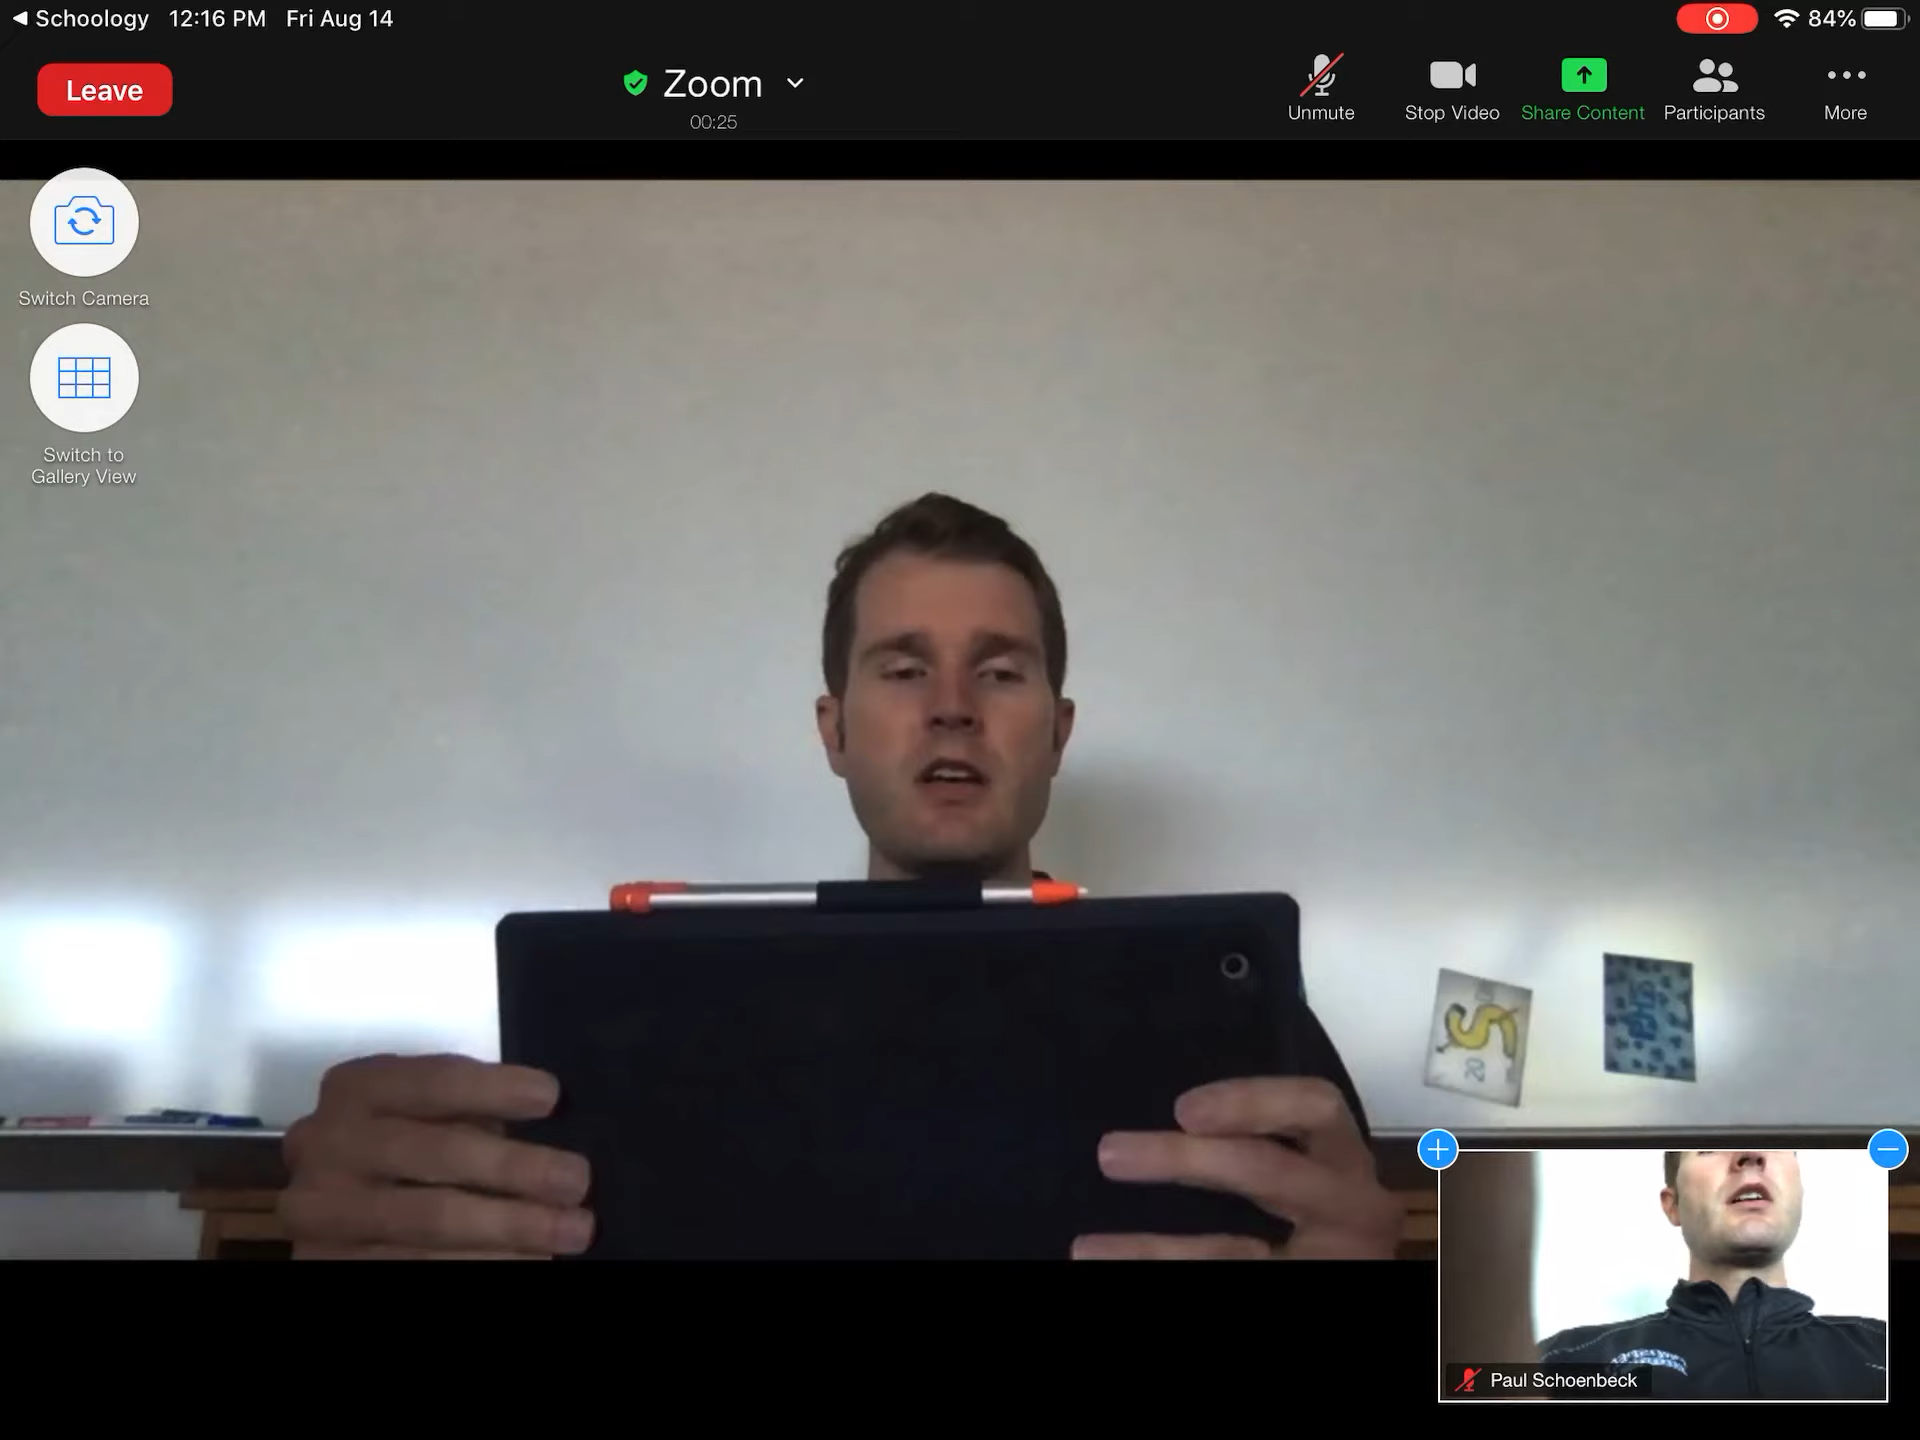 Schoology 12:16 PM Fri Aug 14 84%
Leave
Zoom
00:25
Unmute
Stop Video
Share Content
Participants
More
Switch Camera
Switch to
Gallery View
Paul Schoenbeck